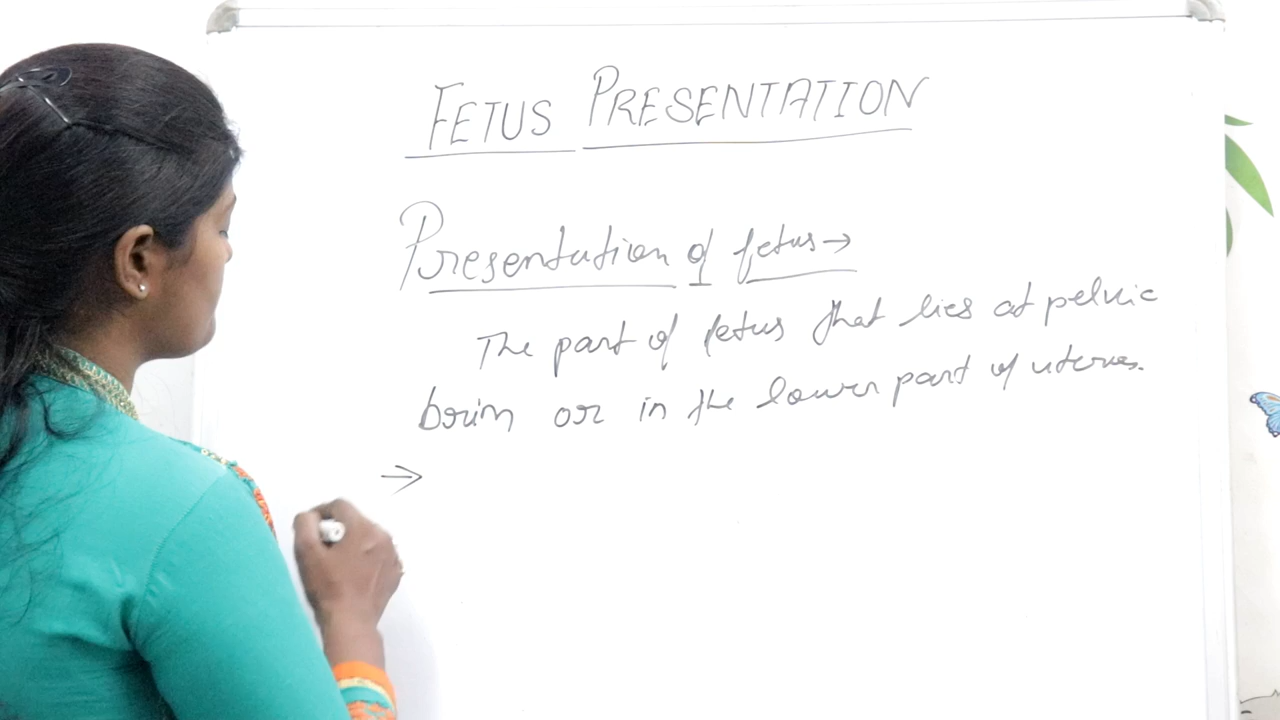 FETUS PRESENTATION
Presentation of fetus→
The part of fetus that lies at pelvic
brim or in the lower part of uterus.
→